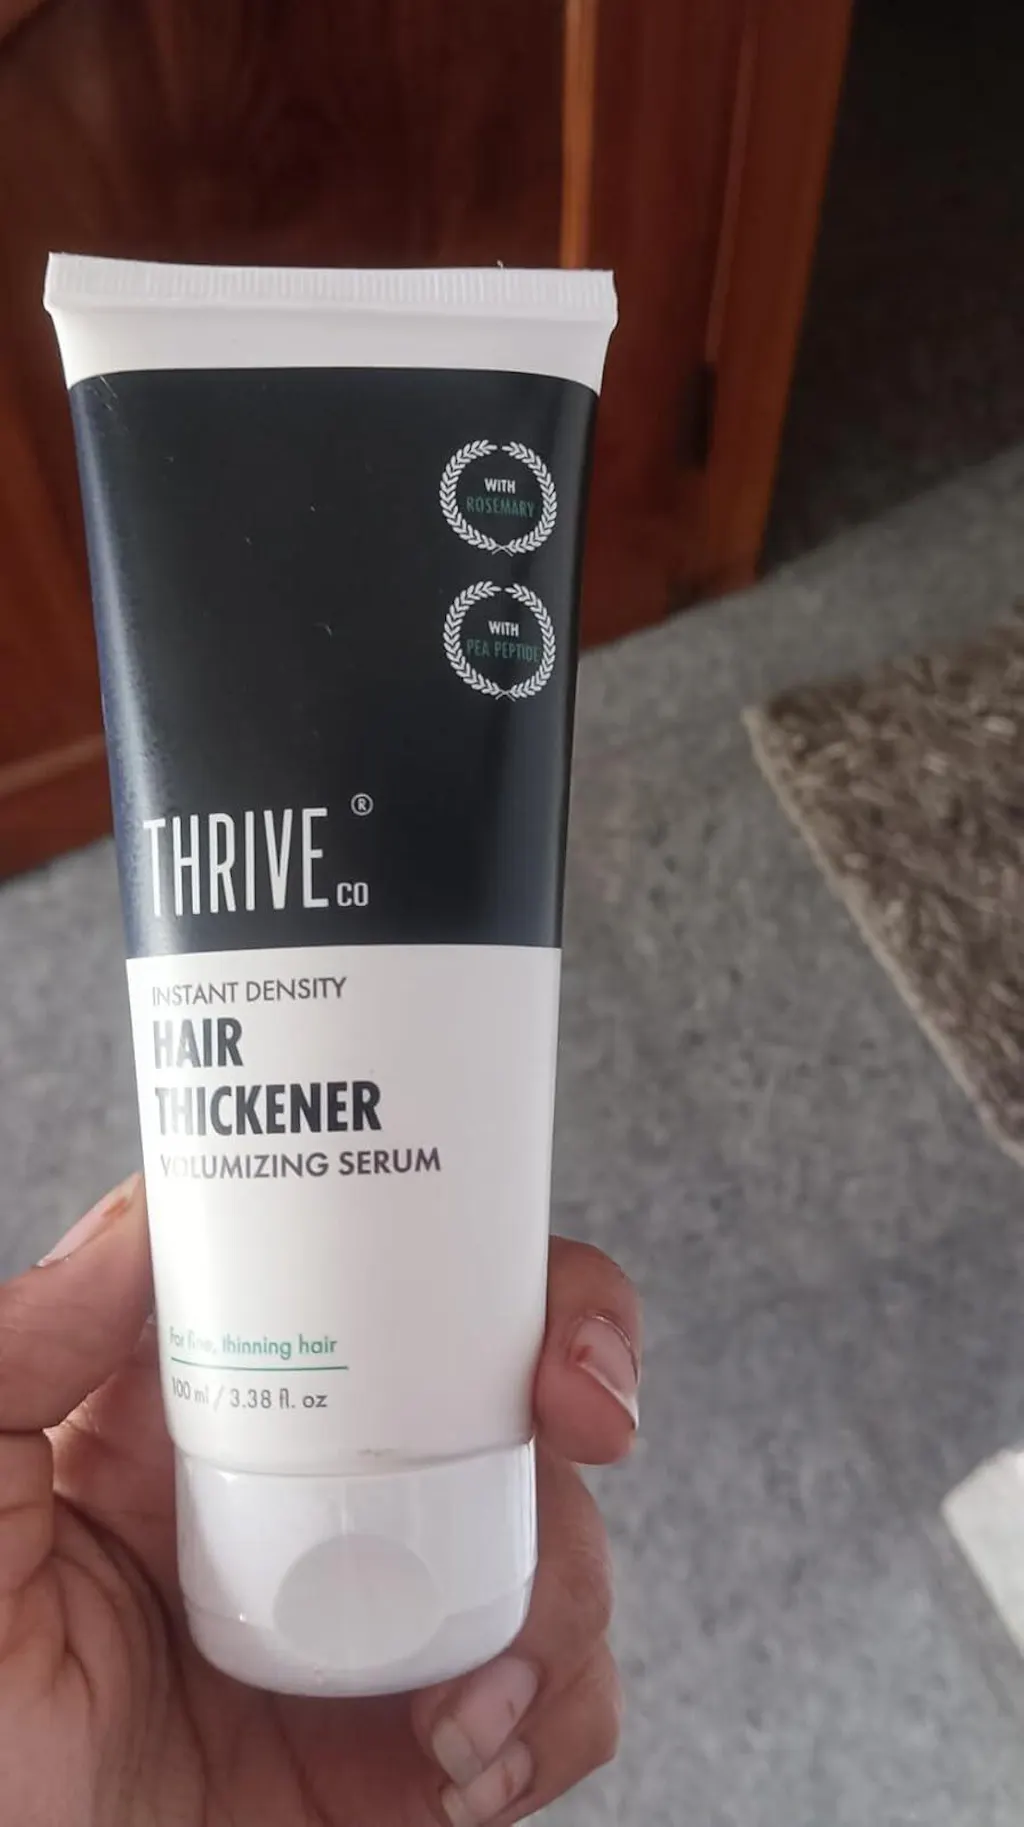 WITH
ROSEMARY
WITH
PEA PEPTIDE
THRIVE CO ®
INSTANT DENSITY
HAIR
THICKENER
VOLUMIZING SERUM
For fine, thinning hair
100 ml / 3.38 fl. oz